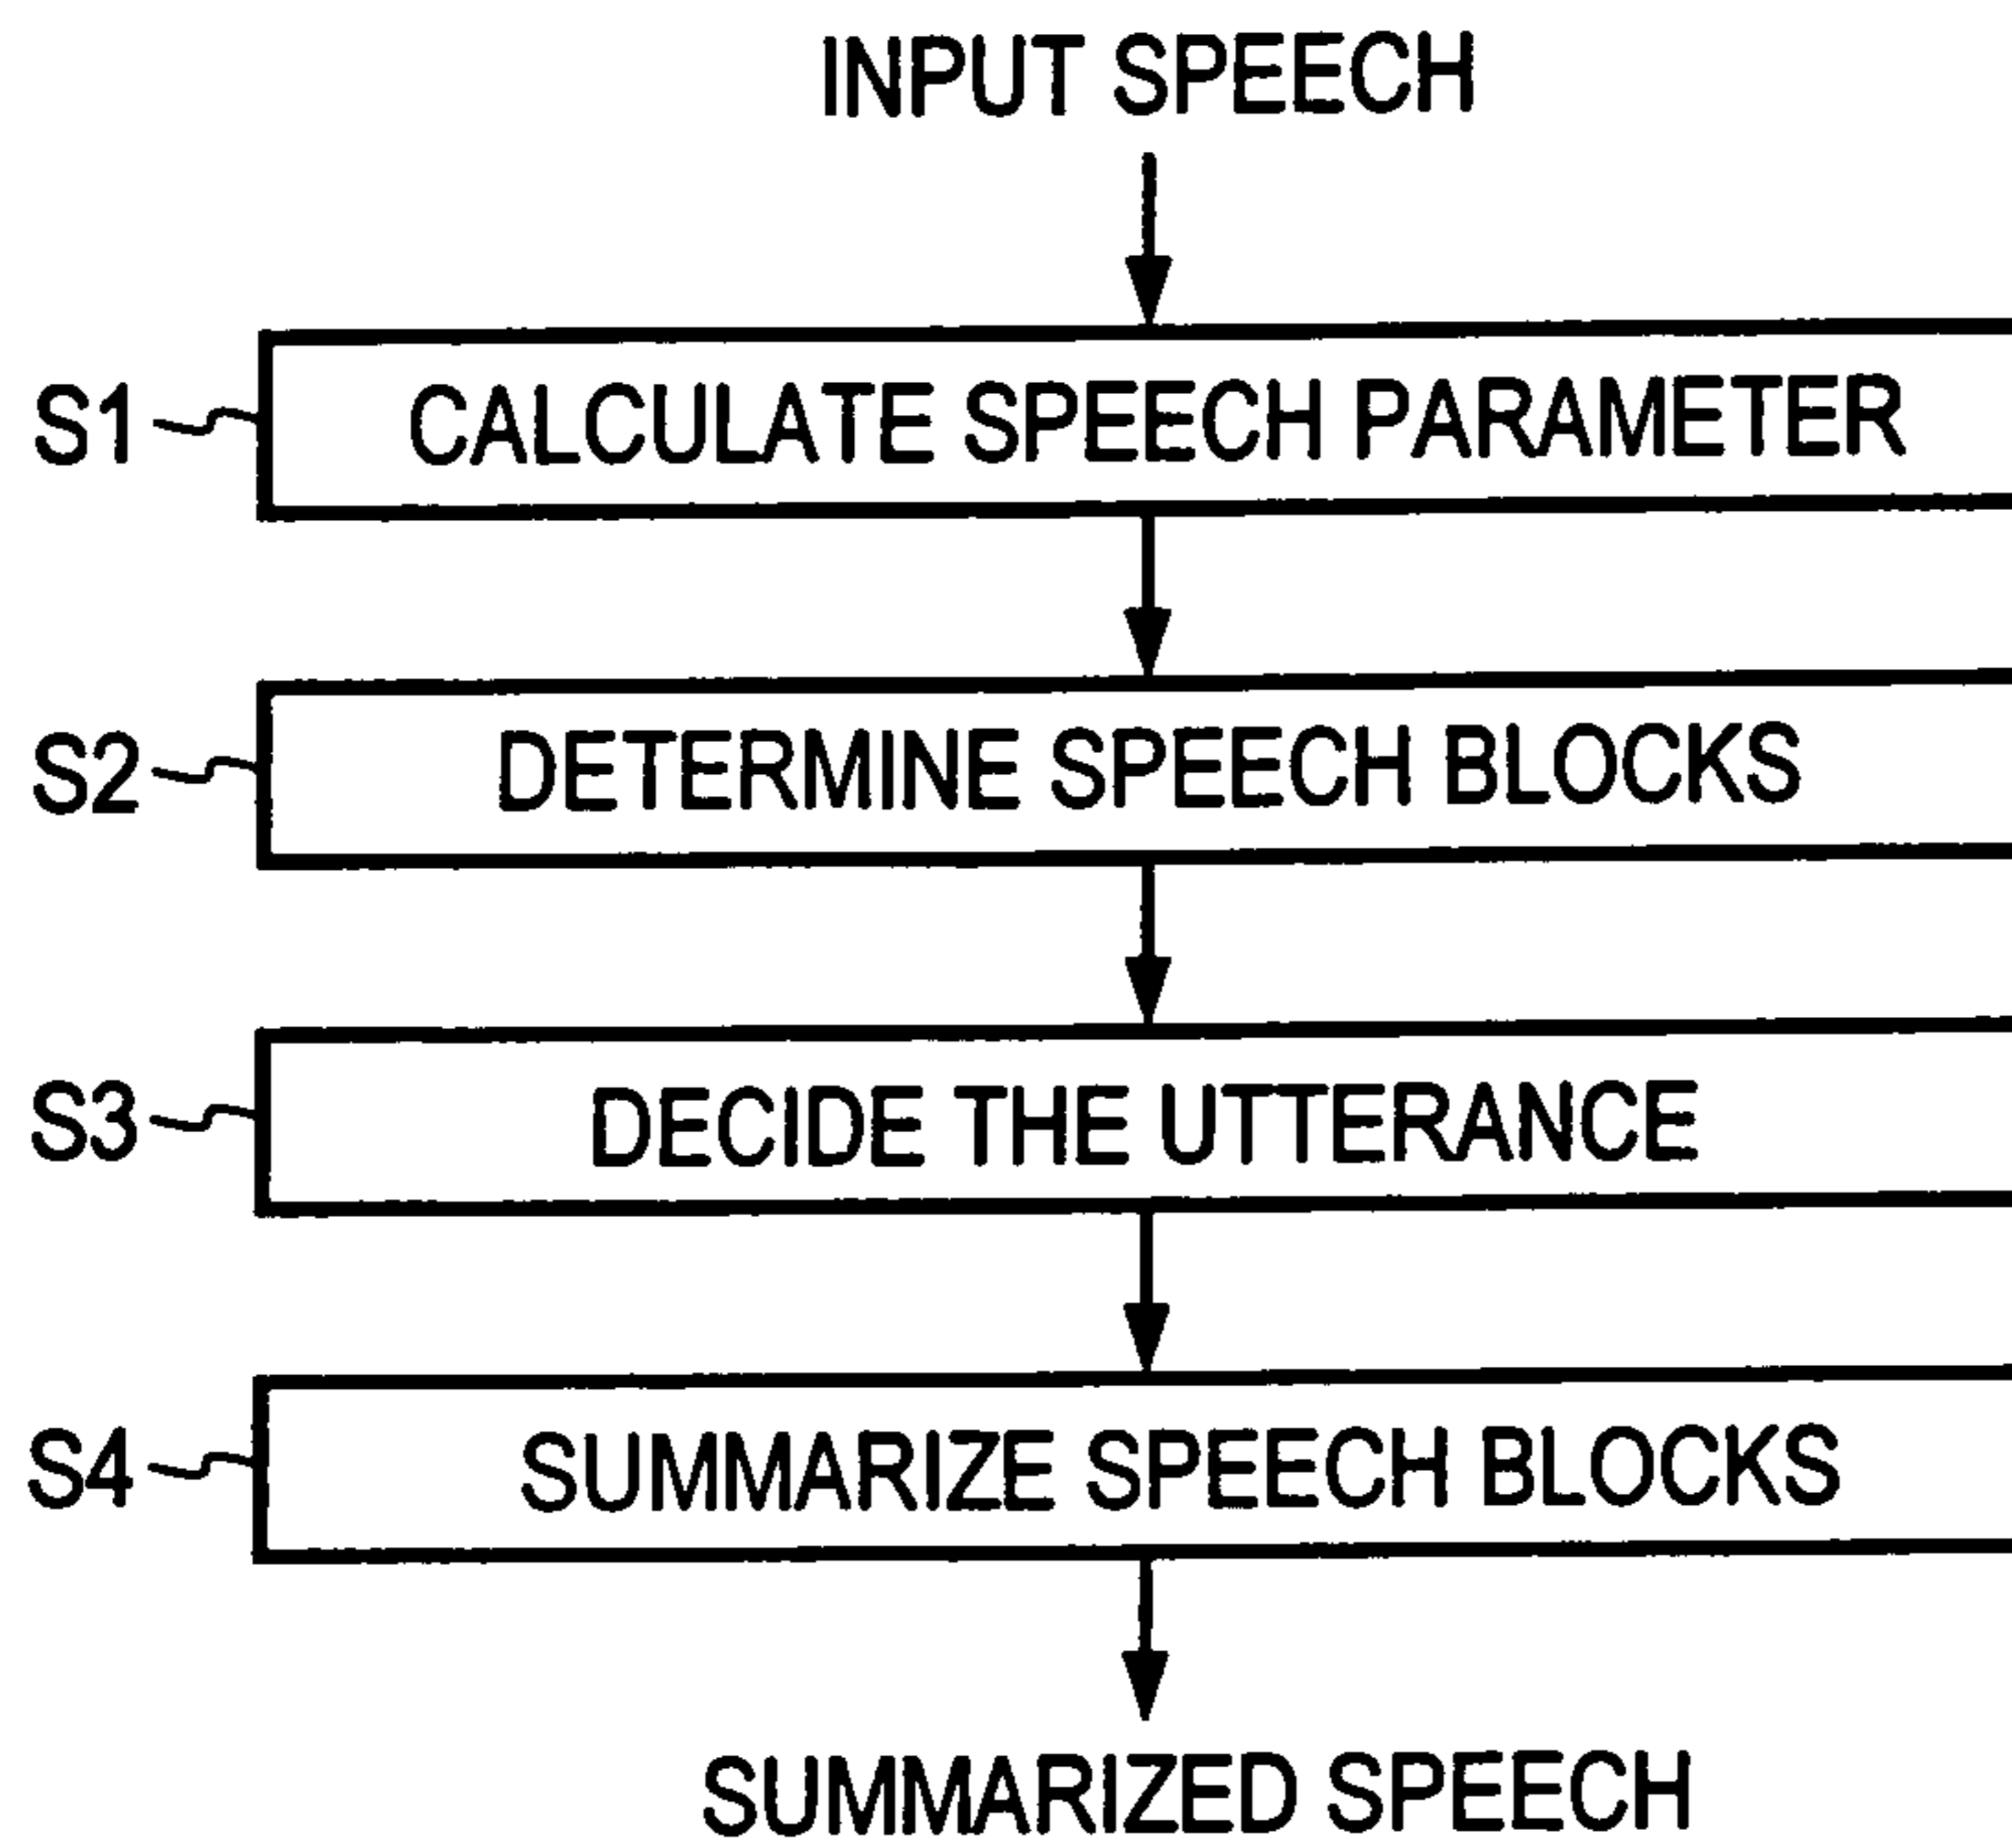 INPUT SPEECH
S1 CALCULATE SPEECH PARAMETER
S2 DETERMINE SPEECH BLOCKS
S3 DECIDE THE UTTERANCE
S4 SUMMARIZE SPEECH BLOCKS
SUMMARIZED SPEECH